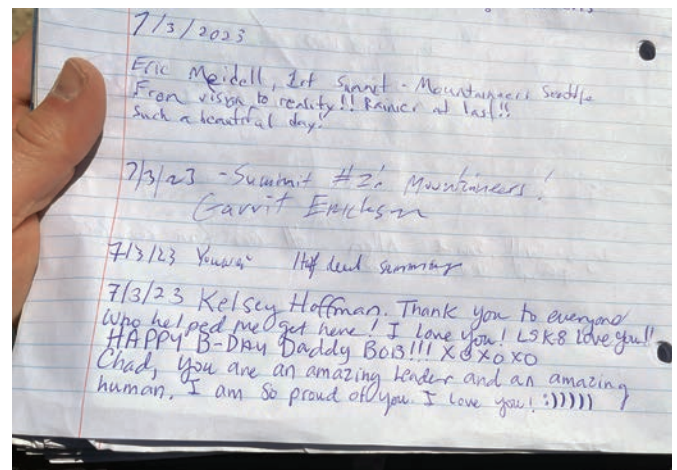 7/3/2023
Eric Meidell, 1st Summit - Mountaineers Seattle
From vision to reality!! Rainier at last!!
Such a beautiful day!
7/3/23 - Summit #2! Mountaineers!
Garrit Erickson
7/3/23
7/3/23 Kelsey Hoffman. Thank you to everyone
who helped me get here! I love you! LSK8 love you!!
HAPPY B-DAY Daddy BOB!!! XOXOXO
Chad, you are an amazing leader and an amazing
human. I am so proud of you. I love you! :)))))